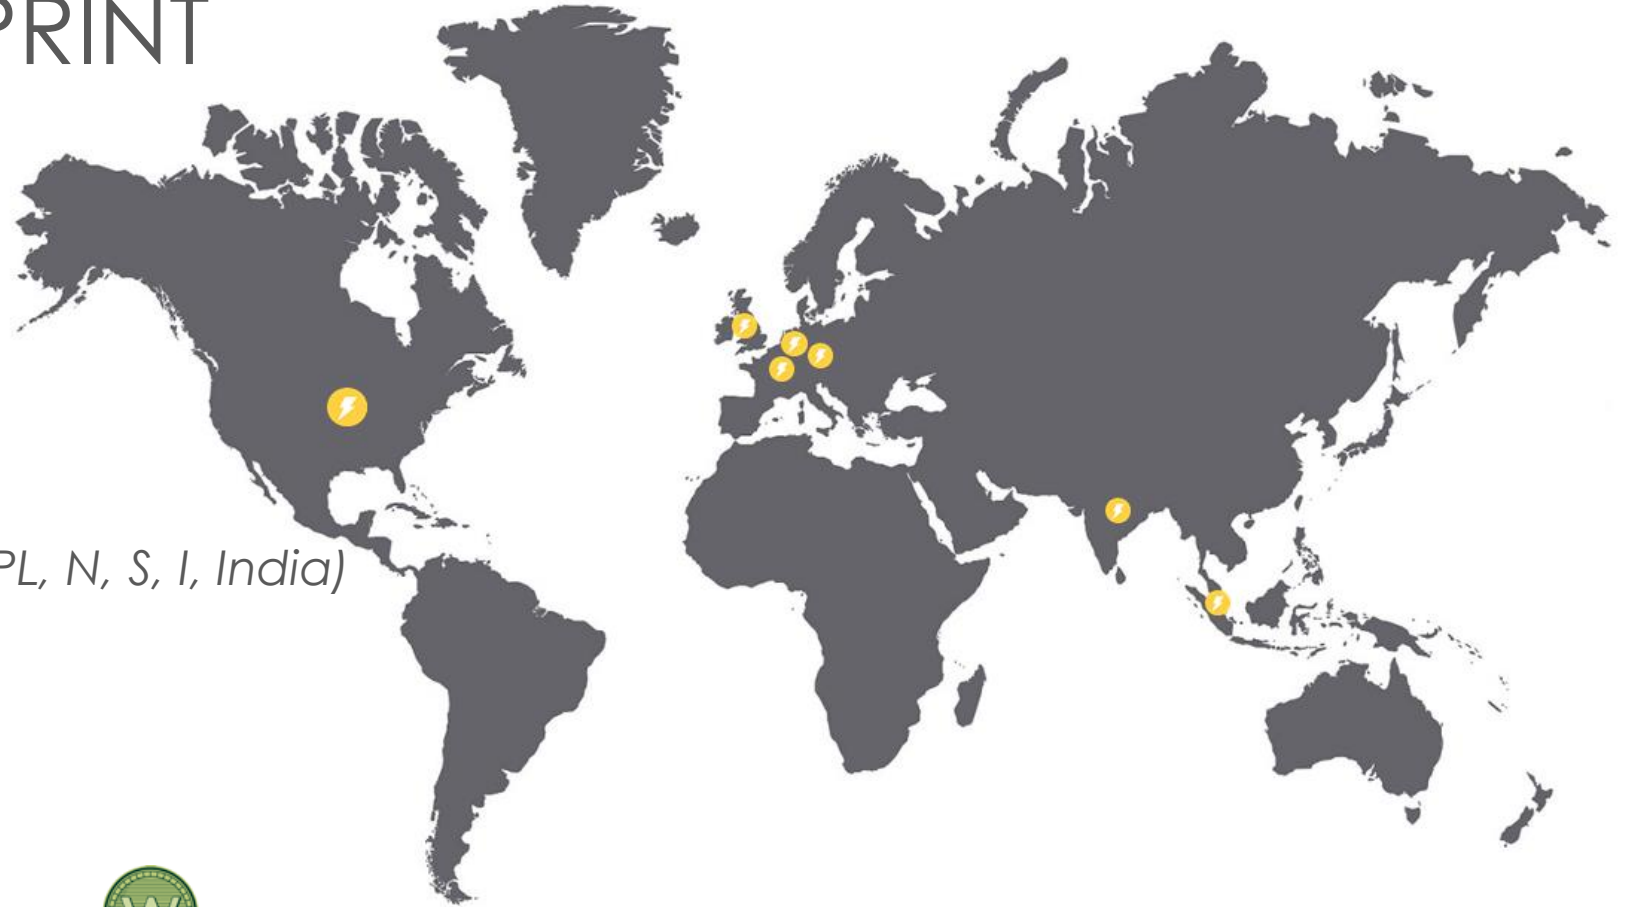 PRINT
PL, N, S, I, India)
W